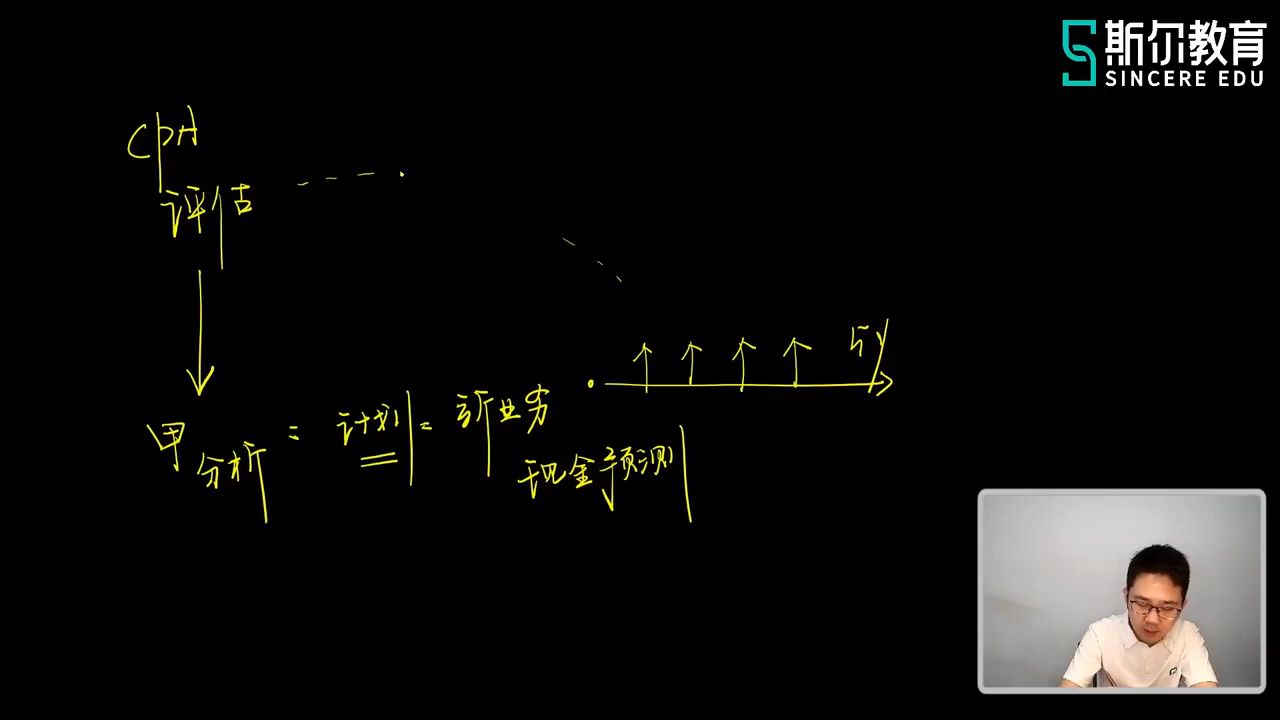 斯尔教育
SINCERE EDU
CPA
评估
5y
甲 分析 = 计划 = 新业务
现金预测